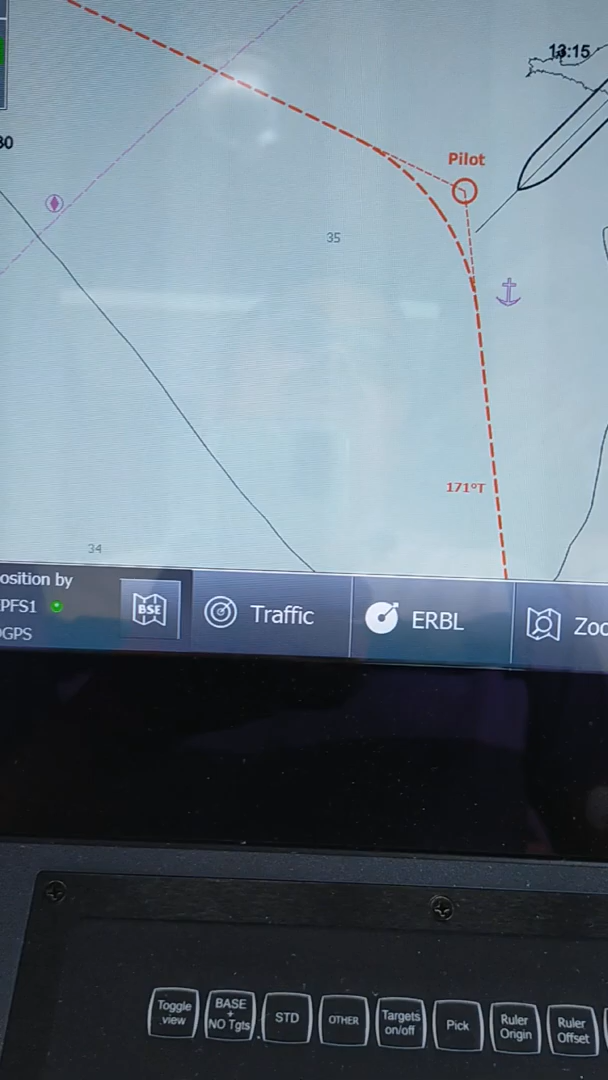 13:15
30
Pilot
35
171°T
34
osition by
PFS1
GPS
BSE
Traffic
ERBL
Zoo
Toggle
view
BASE
+
NO Tgts
STD
OTHER
Targets
on/off
Pick
Ruler
Origin
Ruler
Offset